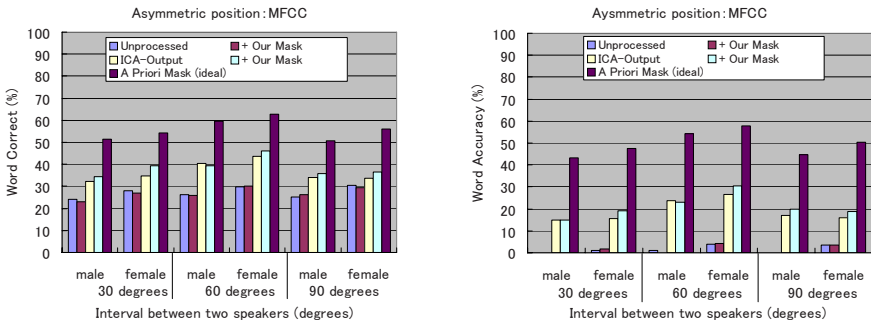 Asymmetric position:MFCC
Word Correct (%)
100
90
80
70
60
50
40
30
20
10
0
Unprocessed
+ Our Mask
ICA-Output
+ Our Mask
A Priori Mask (ideal)
male female male female male female
30 degrees 60 degrees 90 degrees
Interval between two speakers (degrees)
Aysmmetric position:MFCC
Word Accuracy (%)
100
90
80
70
60
50
40
30
20
10
0
Unprocessed
+ Our Mask
ICA-Output
+ Our Mask
A Priori Mask (ideal)
male female male female male female
30 degrees 60 degrees 90 degrees
Interval between two speakers (degrees)